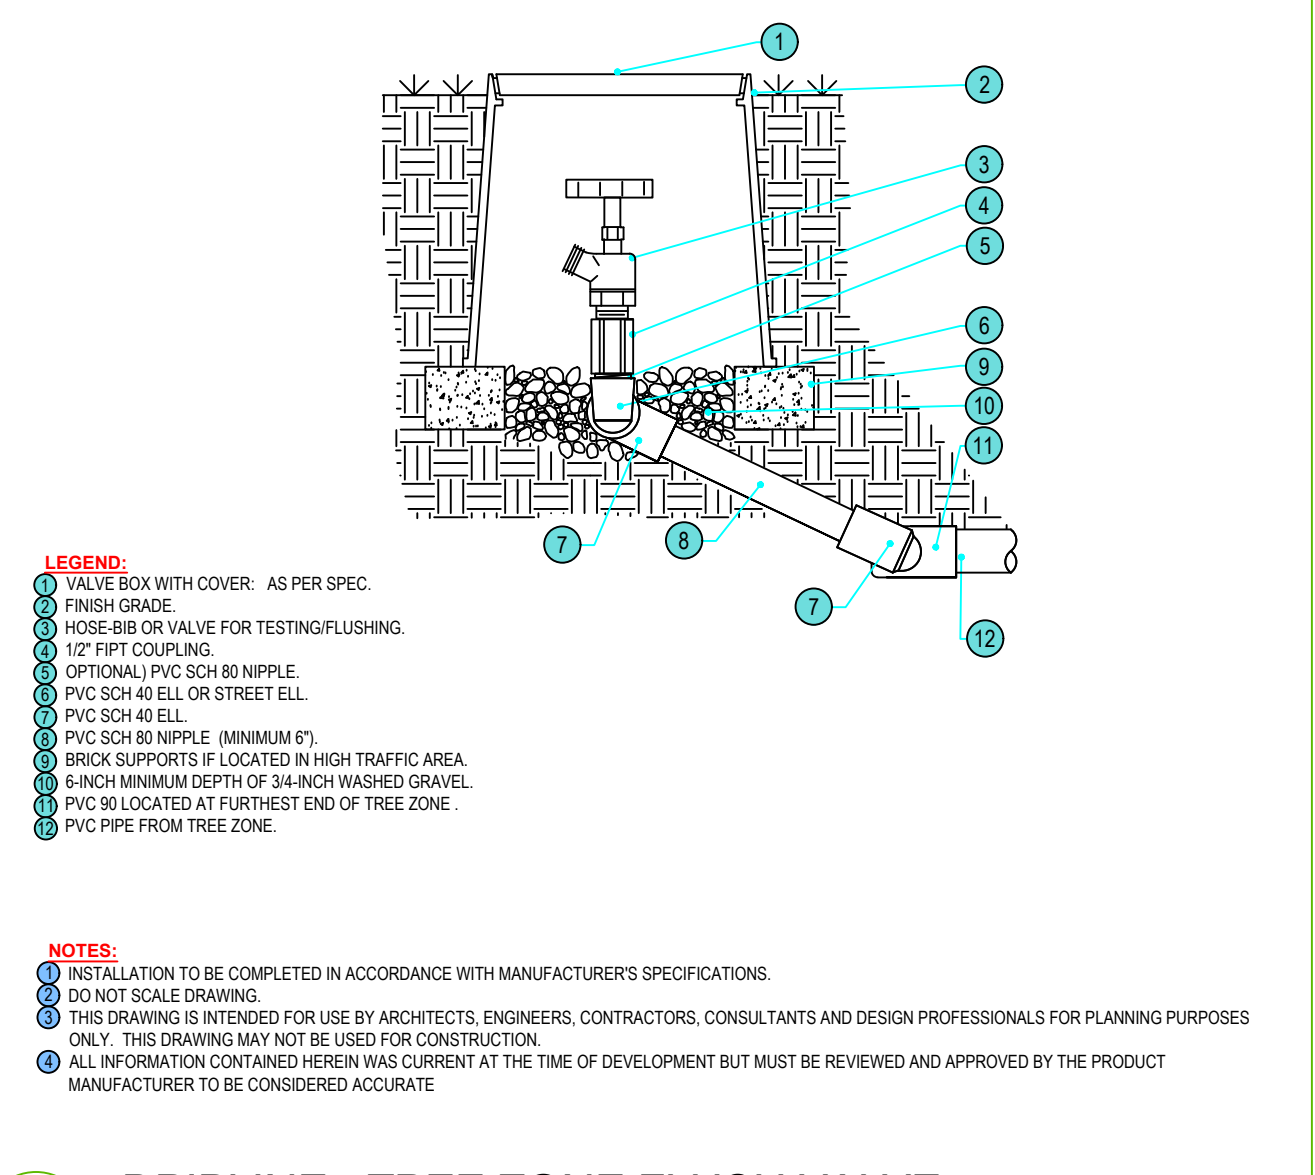 1
2
3
4
5
6
9
10
11
7
8
7
12
LEGEND:
1 VALVE BOX WITH COVER: AS PER SPEC.
2 FINISH GRADE.
3 HOSE-BIB OR VALVE FOR TESTING/FLUSHING.
4 1/2" FIPT COUPLING.
5 OPTIONAL) PVC SCH 80 NIPPLE.
6 PVC SCH 40 ELL OR STREET ELL.
7 PVC SCH 40 ELL.
8 PVC SCH 80 NIPPLE (MINIMUM 6").
9 BRICK SUPPORTS IF LOCATED IN HIGH TRAFFIC AREA.
10 6-INCH MINIMUM DEPTH OF 3/4-INCH WASHED GRAVEL.
11 PVC 90 LOCATED AT FURTHEST END OF TREE ZONE .
12 PVC PIPE FROM TREE ZONE.
NOTES:
1 INSTALLATION TO BE COMPLETED IN ACCORDANCE WITH MANUFACTURER'S SPECIFICATIONS.
2 DO NOT SCALE DRAWING.
3 THIS DRAWING IS INTENDED FOR USE BY ARCHITECTS, ENGINEERS, CONTRACTORS, CONSULTANTS AND DESIGN PROFESSIONALS FOR PLANNING PURPOSES
ONLY. THIS DRAWING MAY NOT BE USED FOR CONSTRUCTION.
4 ALL INFORMATION CONTAINED HEREIN WAS CURRENT AT THE TIME OF DEVELOPMENT BUT MUST BE REVIEWED AND APPROVED BY THE PRODUCT
MANUFACTURER TO BE CONSIDERED ACCURATE